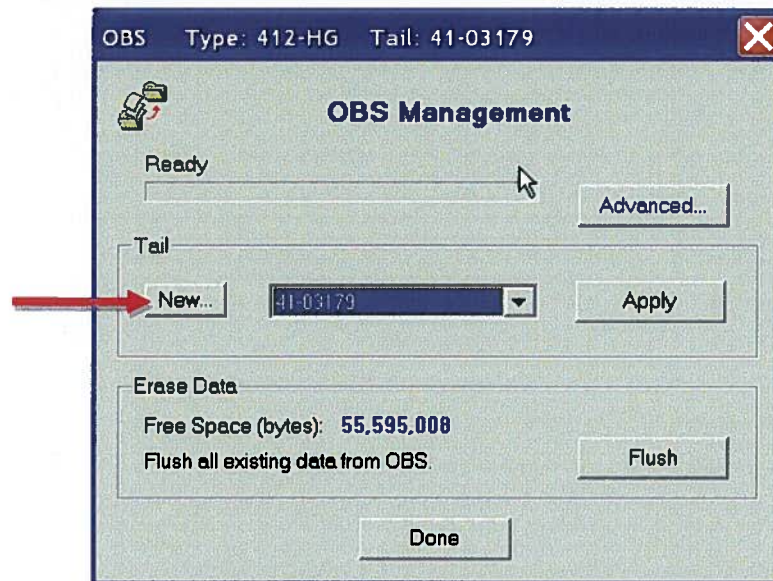 OBS Type: 412-HG Tail: 41-03179
OBS Management
Ready
Advanced...
Tail
New...
41-03179
Apply
Erase Data
Free Space (bytes): 55,595,008
Flush all existing data from OBS.
Flush
Done